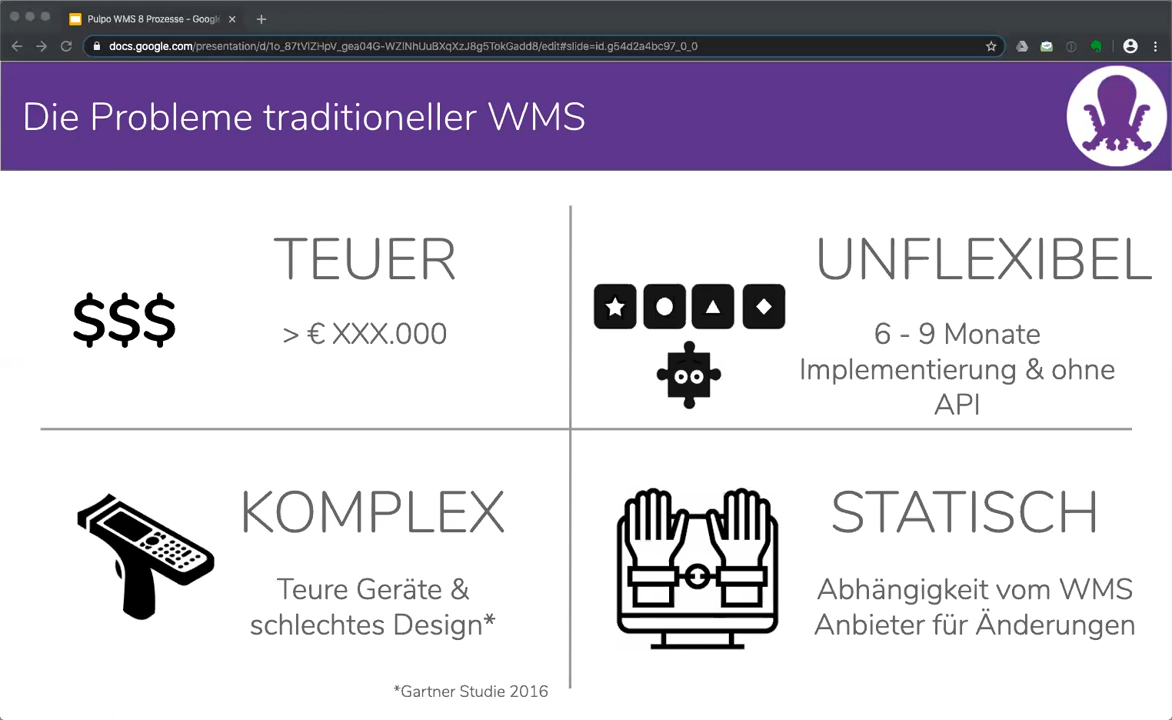 Pulpo WMS 8 Prozesse - Googl
docs.google.com/presentation/d/1o_87tVIZHpV_gea04G-WZlNhUuBXqXzJ8g5TokGadd8/edit#slide=id.g54d2a4bc97_0_0
Die Probleme traditioneller WMS
TEUER
$$$
> € XXX.000
UNFLEXIBEL
6 - 9 Monate
Implementierung & ohne
API
KOMPLEX
Teure Geräte &
schlechtes Design*
*Gartner Studie 2016
STATISCH
Abhängigkeit vom WMS
Anbieter für Änderungen